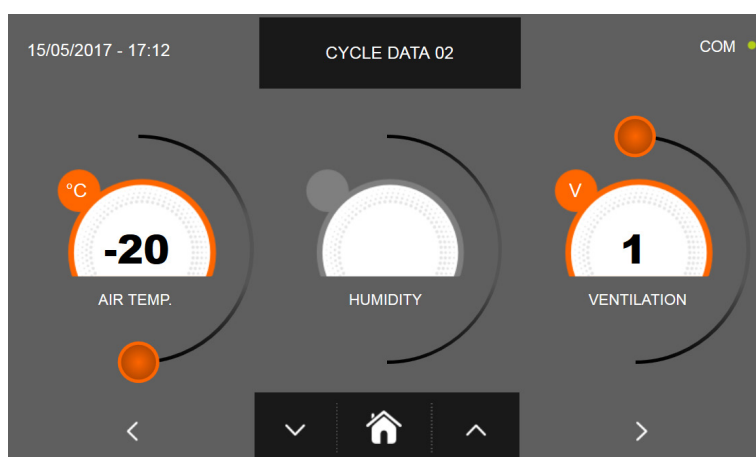 15/05/2017 - 17:12
CYCLE DATA 02
COM
°C
-20
AIR TEMP.
HUMIDITY
V
1
VENTILATION